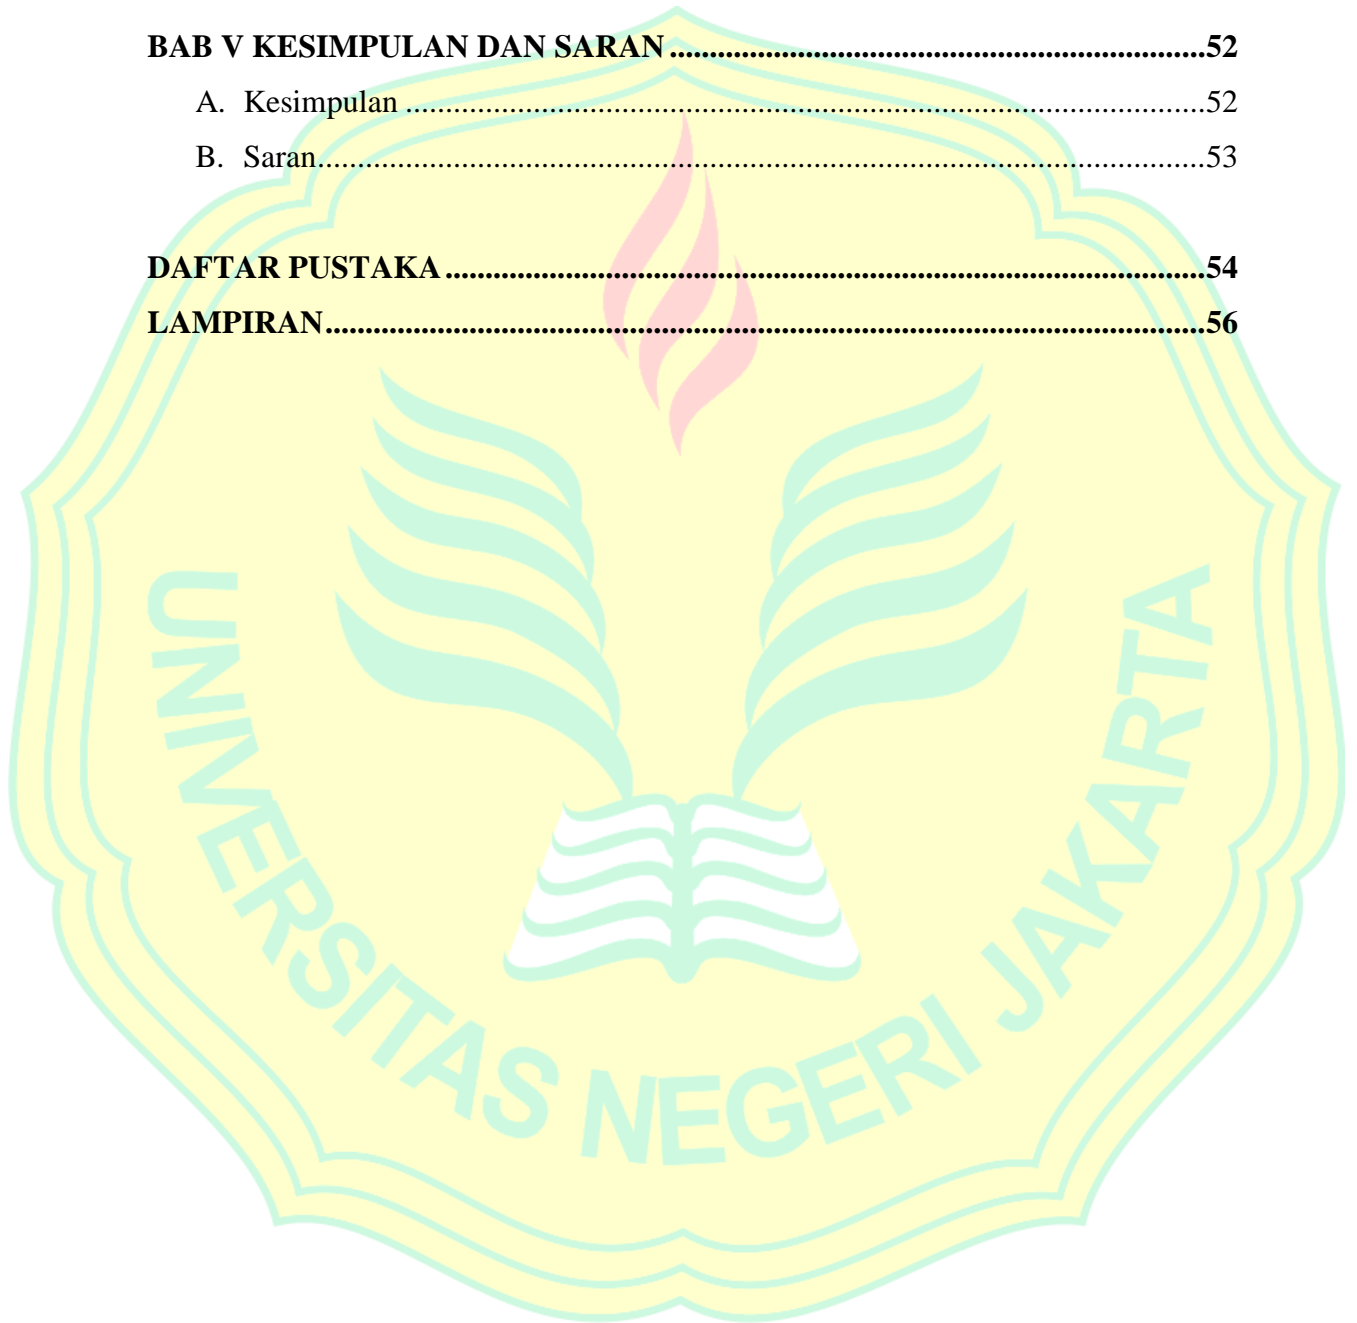 BAB V KESIMPULAN DAN SARAN ........................................................................52
A. Kesimpulan ........................................................................................................52
B. Saran...................................................................................................................53
DAFTAR PUSTAKA ...............................................................................................54
LAMPIRAN..............................................................................................................56
UNIVERSITAS NEGERI JAKARTA